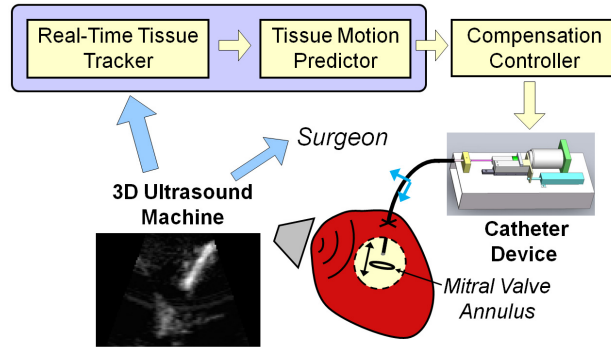 Real-Time Tissue
Tracker
Tissue Motion
Predictor
Compensation
Controller
Surgeon
3D Ultrasound
Machine
Catheter
Device
Mitral Valve
Annulus